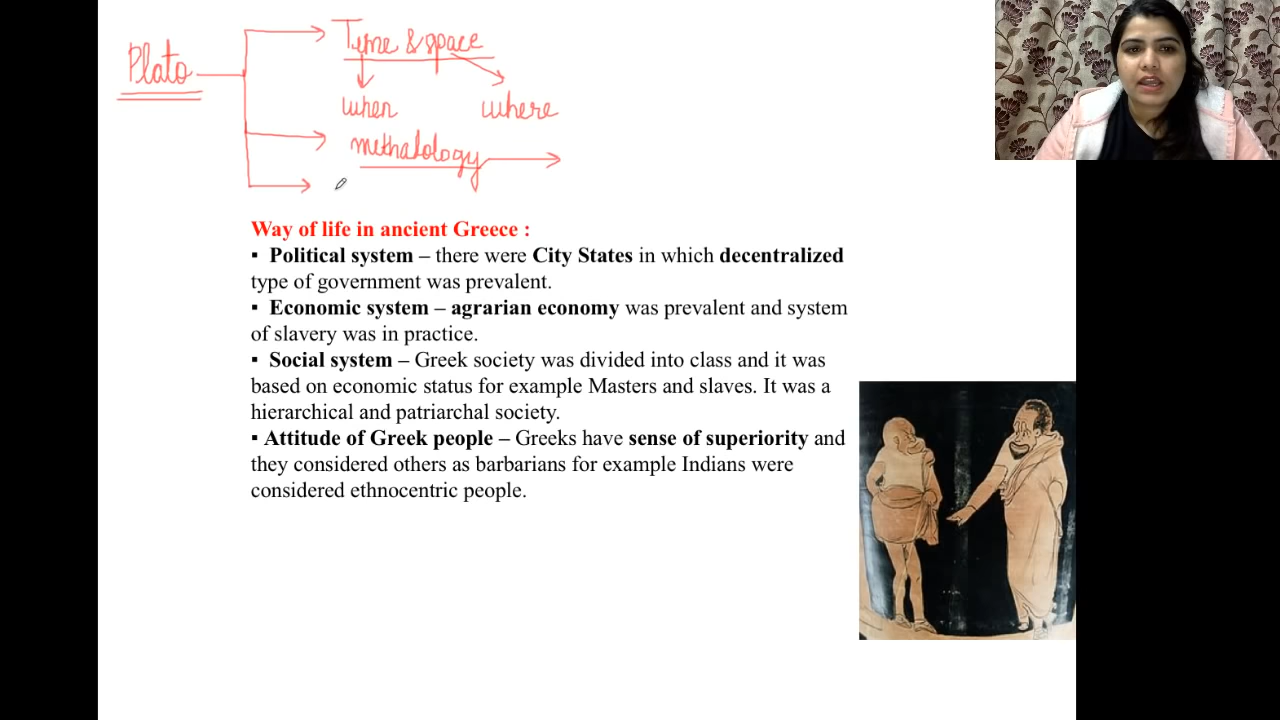 Plato
Time & space
when where
methodology
Way of life in ancient Greece :
▪ Political system – there were City States in which decentralized
type of government was prevalent.
▪ Economic system – agrarian economy was prevalent and system
of slavery was in practice.
▪ Social system – Greek society was divided into class and it was
based on economic status for example Masters and slaves. It was a
hierarchical and patriarchal society.
▪ Attitude of Greek people – Greeks have sense of superiority and
they considered others as barbarians for example Indians were
considered ethnocentric people.